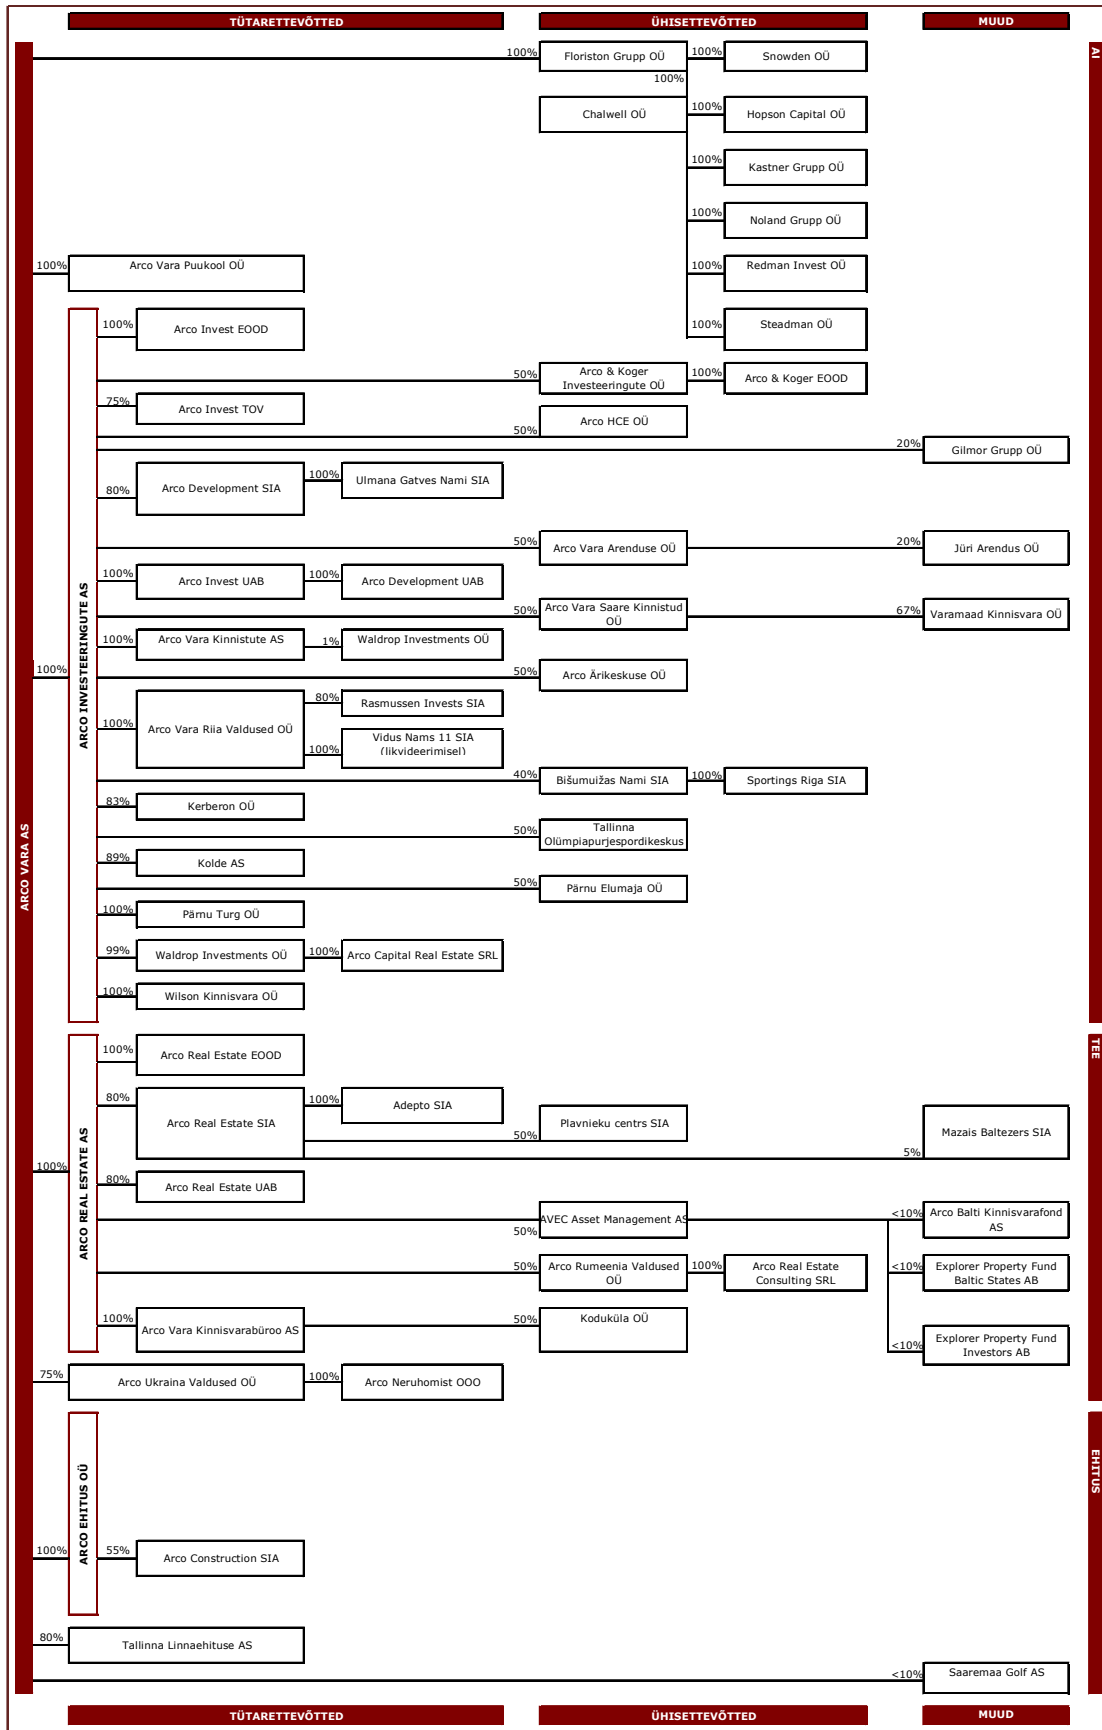 TÜTARETTEVÕTTED
ÜHISETTEVÕTTED
MUUD
ARCO VARA AS
AI
100%
Floriston Grupp OÜ
100%
Snowden OÜ
100%
Chalwell OÜ
100%
Hopson Capital OÜ
100%
Kastner Grupp OÜ
100%
Noland Grupp OÜ
100%
Arco Vara Puukool OÜ
100%
Redman Invest OÜ
100%
ARCO INVESTEERINGUTE AS
100%
Arco Invest EOOD
100%
Steadman OÜ
50%
Arco & Koger
Investeeringute OÜ
100%
Arco & Koger EOOD
75%
Arco Invest TOV
50%
Arco HCE OÜ
20%
Gilmor Grupp OÜ
80%
Arco Development SIA
100%
Ulmana Gatves Nami SIA
50%
Arco Vara Arenduse OÜ
20%
Jüri Arendus OÜ
100%
Arco Invest UAB
100%
Arco Development UAB
50%
Arco Vara Saare Kinnistud
OÜ
67%
Varamaad Kinnisvara OÜ
100%
Arco Vara Kinnistute AS
1%
Waldrop Investments OÜ
50%
Arco Ärikeskuse OÜ
100%
Arco Vara Riia Valdused OÜ
80%
Rasmussen Invests SIA
100%
Vidus Nams 11 SIA
(likvideerimisel)
40%
Bišumuižas Nami SIA
100%
Sportings Riga SIA
83%
Kerberon OÜ
50%
Tallinna
Olümpiapurjespordikeskus
89%
Kolde AS
50%
Pärnu Elumaja OÜ
100%
Pärnu Turg OÜ
99%
Waldrop Investments OÜ
100%
Arco Capital Real Estate SRL
100%
Wilson Kinnisvara OÜ
TEE
100%
ARCO REAL ESTATE AS
100%
Arco Real Estate EOOD
80%
Arco Real Estate SIA
100%
Adepto SIA
50%
Plavnieku centrs SIA
5%
Mazais Baltezers SIA
80%
Arco Real Estate UAB
50%
AVEC Asset Management AS
<10%
Arco Balti Kinnisvarafond
AS
50%
Arco Rumeenia Valdused
OÜ
100%
Arco Real Estate
Consulting SRL
<10%
Explorer Property Fund
Baltic States AB
100%
Arco Vara Kinnisvarabüroo AS
50%
Koduküla OÜ
<10%
Explorer Property Fund
Investors AB
75%
Arco Ukraina Valdused OÜ
100%
Arco Neruhomist OOO
EHITUS
100%
ARCO EHITUS OÜ
55%
Arco Construction SIA
80%
Tallinna Linnaehituse AS
<10%
Saaremaa Golf AS
TÜTARETTEVÕTTED
ÜHISETTEVÕTTED
MUUD